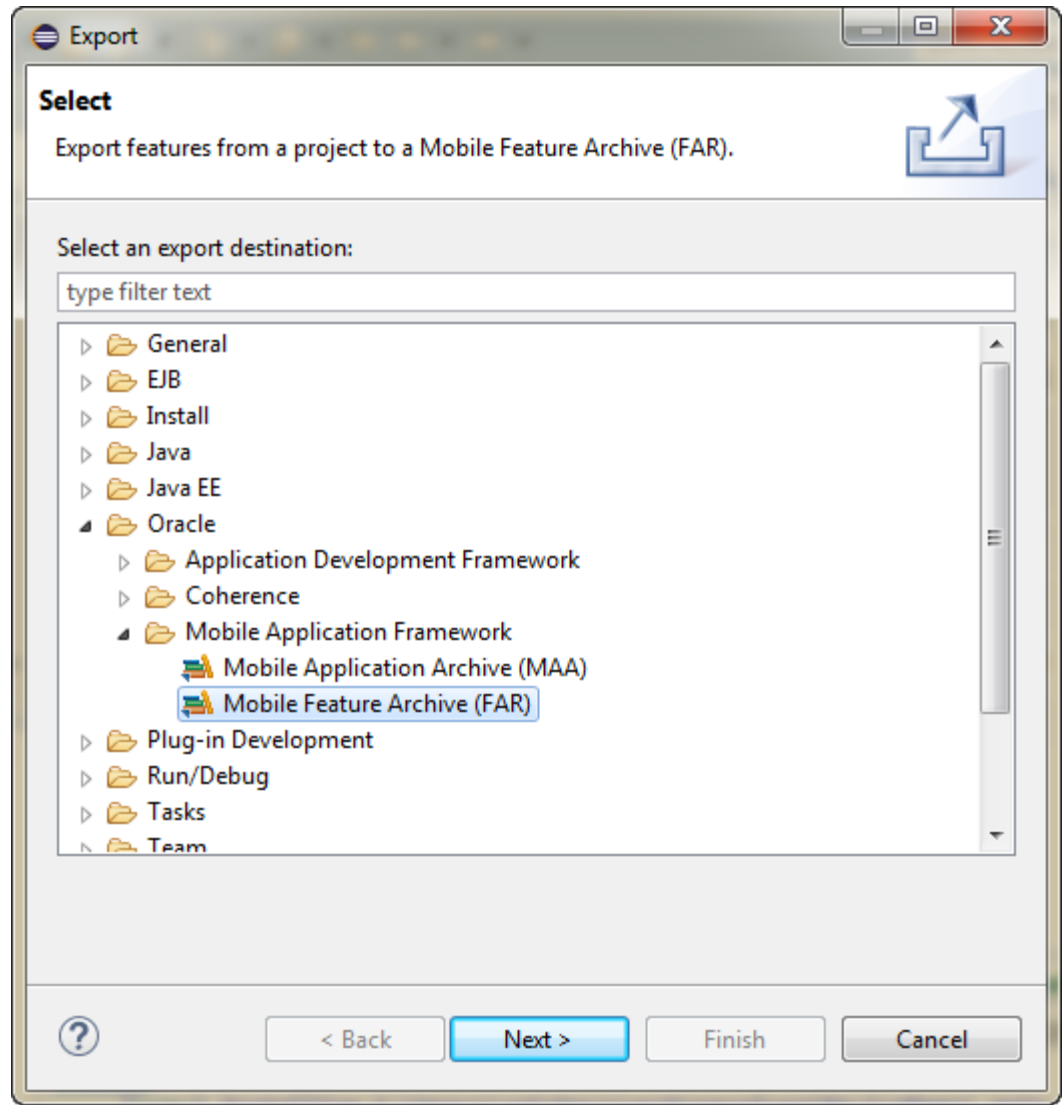 Export
Select
Export features from a project to a Mobile Feature Archive (FAR).
Select an export destination:
type filter text
General
EJB
Install
Java
Java EE
Oracle
Application Development Framework
Coherence
Mobile Application Framework
Mobile Application Archive (MAA)
Mobile Feature Archive (FAR)
Plug-in Development
Run/Debug
Tasks
Team
? < Back Next > Finish Cancel